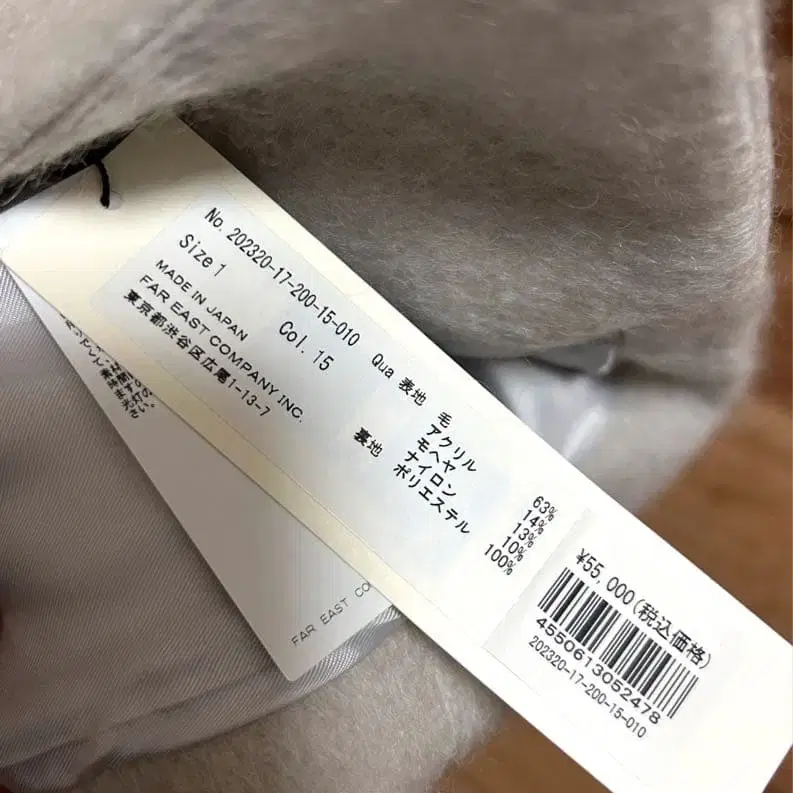 No. 202320-17-200-15-010
Size 1
Col. 15
MADE IN JAPAN
FAR EAST COMPANY INC.
東京都渋谷区広尾1-13-7
Qua 表地 毛 63%
アクリル 14%
モヘヤ 13%
ナイロン 10%
裏地 ポリエステル 100%
¥55,000(税込価格)
4550613052478
202320-17-200-15-010
FAR EAST CO